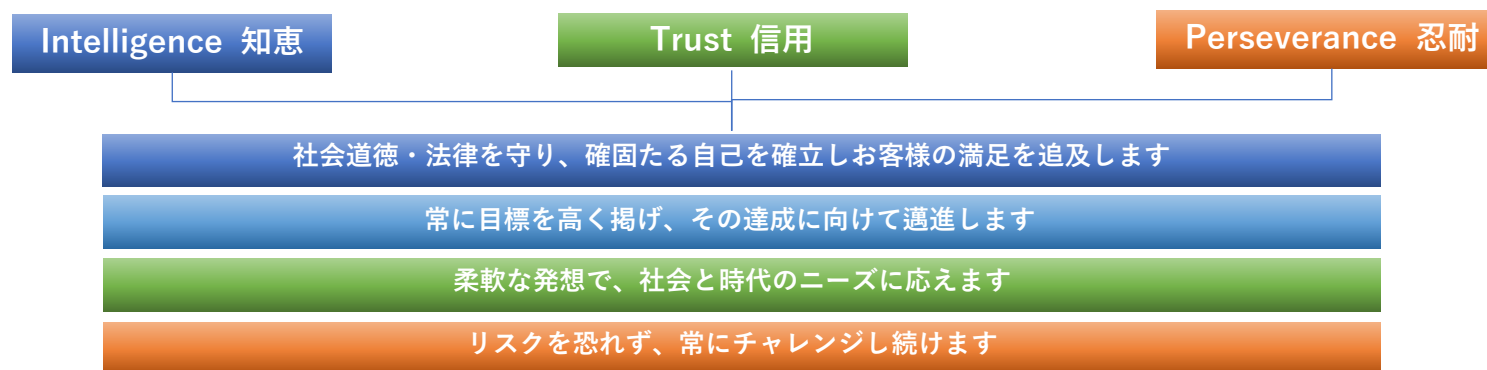 Intelligence 知恵
Trust 信用
Perseverance 忍耐
社会道徳・法律を守り、確固たる自己を確立しお客様の満足を追及します
常に目標を高く掲げ、その達成に向けて邁進します
柔軟な発想で、社会と時代のニーズに応えます
リスクを恐れず、常にチャレンジし続けます